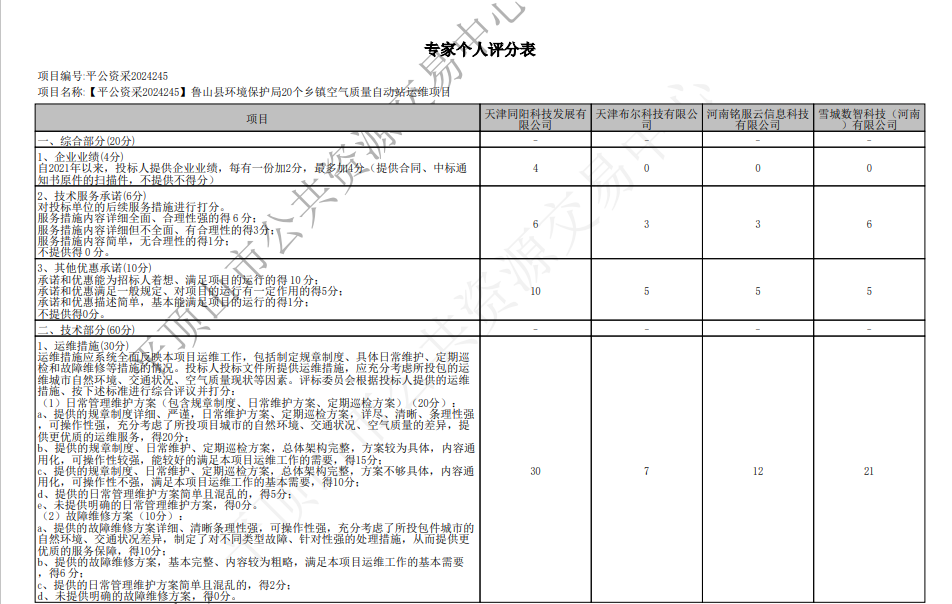 专家个人评分表
项目编号:平公资采2024245
项目名称:【平公资采2024245】鲁山县环境保护局20个乡镇空气质量自动站运维项目
项目 天津同阳科技发展有限公司 天津布尔科技有限公司 河南铭服云信息科技有限公司 雪城数智科技（河南）有限公司
一、综合部分(20分) - - - -
1、企业业绩(4分)
自2021年以来，投标人提供企业业绩，每有一份加2分，最多加4分（提供合同、中标通
知书原件的扫描件，不提供不得分）
4 0 0 0
2、技术服务承诺(6分)
对投标单位的后续服务措施进行打分。
服务措施内容详细全面、合理性强的得６分；
服务措施内容详细但不全面、有合理性的得3分；
服务措施内容简单，无合理性的得1分；
不提供得０分。
6 3 3 6
3、其他优惠承诺(10分)
承诺和优惠能为招标人着想、满足项目的运行的得10分；
承诺和优惠满足一般规定、对项目的运行有一定作用的得5分；
承诺和优惠描述简单，基本能满足项目的运行的得1分；
不提供得0分。
10 5 5 5
二、技术部分(60分) - - - -
1、运维措施(30分)
运维措施应系统全面反映本项目运维工作，包括制定规章制度、具体日常维护、定期巡
检和故障维修等措施的情况。投标人投标文件所提供运维措施，应充分考虑所投包的运
维城市自然环境、交通状况、空气质量现状等因素。评标委员会根据投标人提供的运维
措施、按下述标准进行综合评议并打分:
（1）日常管理维护方案（包含规章制度、日常维护方案、定期巡检方案）（20分）：
a、提供的规章制度详细、严谨，日常维护方案、定期巡检方案，详尽、清晰、条理性强
，可操作性强，充分考虑了所投项目城市的自然环境、交通状况、空气质量的差异，提
供更优质的运维服务，得20分；
b、提供的规章制度、日常维护、定期巡检方案，总体架构完整，方案较为具体，内容通
用化，可操作性较强，能较好的满足本项目运维工作的需要，得15分；
c、提供的规章制度、日常维护、定期巡检方案，总体架构完整，方案不够具体，内容通
用化，可操作性不强，满足本项目运维工作的基本需要，得10分；
d、提供的日常管理维护方案简单且混乱的，得5分；
e、未提供明确的日常管理维护方案，得0分。
（2）故障维修方案（10分）：
a、提供的故障维修方案详细、清晰条理性强，可操作性强，充分考虑了所投包件城市的
自然环境、交通状况差异，制定了对不同类型故障、针对性强的处理措施，从而提供更
优质的服务保障，得10分；
b、提供的故障维修方案，基本完整、内容较为粗略，满足本项目运维工作的基本需要
，得6分；
c、提供的日常管理维护方案简单且混乱的，得2分；
d、未提供明确的故障维修方案，得0分。
30 7 12 21
平顶山市公共资源交易中心
平顶山市公共资源交易中心